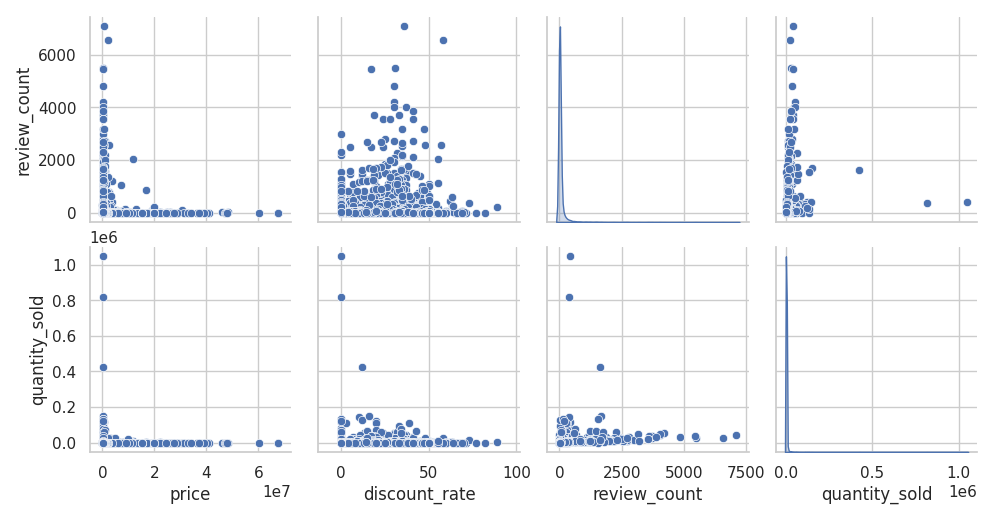 6000
4000
2000
0
review_count
1e6
1.0
0.8
0.6
0.4
0.2
0.0
quantity_sold
0 2 4 6
1e7
price
0 50 100
discount_rate
0 2500 5000 7500
review_count
0.0 0.5 1.0
1e6
quantity_sold